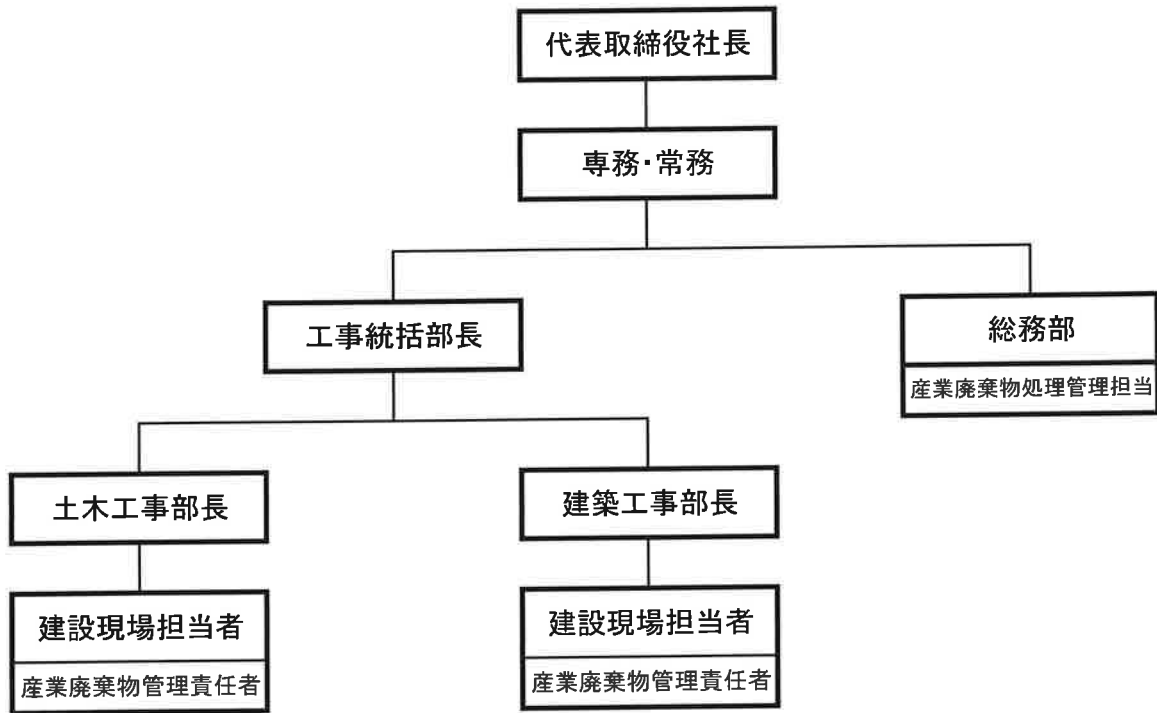 代表取締役社長
専務・常務
工事統括部長
総務部
産業廃棄物処理管理担当
土木工事部長
建築工事部長
建設現場担当者
産業廃棄物管理責任者
建設現場担当者
産業廃棄物管理責任者